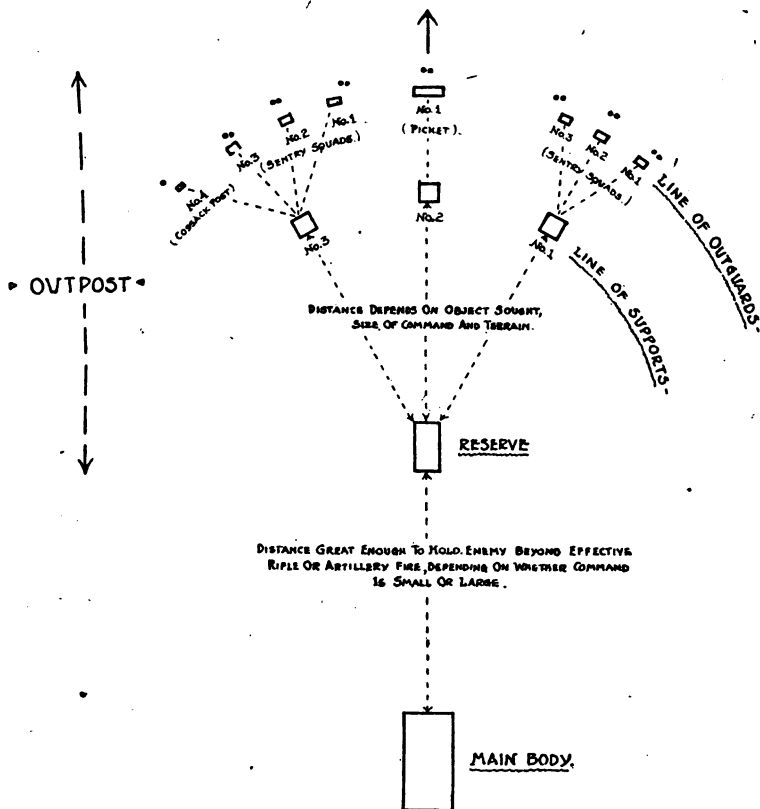 No.1
(PICKET).
No.2
No.1
No.2
No.3
(SENTRY SQUADS.)
No.4
(COSSACK POST)
No.3
No.3
No.2
No.1
(SENTRY SQUADS.)
No.1
LINE OF OUTGUARDS-
LINE OF SUPPORTS-
OUTPOST
DISTANCE DEPENDS ON OBJECT SOUGHT,
SIZE OF COMMAND AND TERRAIN.
RESERVE
DISTANCE GREAT ENOUGH TO HOLD ENEMY BEYOND EFFECTIVE
RIFLE OR ARTILLERY FIRE, DEPENDING ON WHETHER COMMAND
IS SMALL OR LARGE.
MAIN BODY.